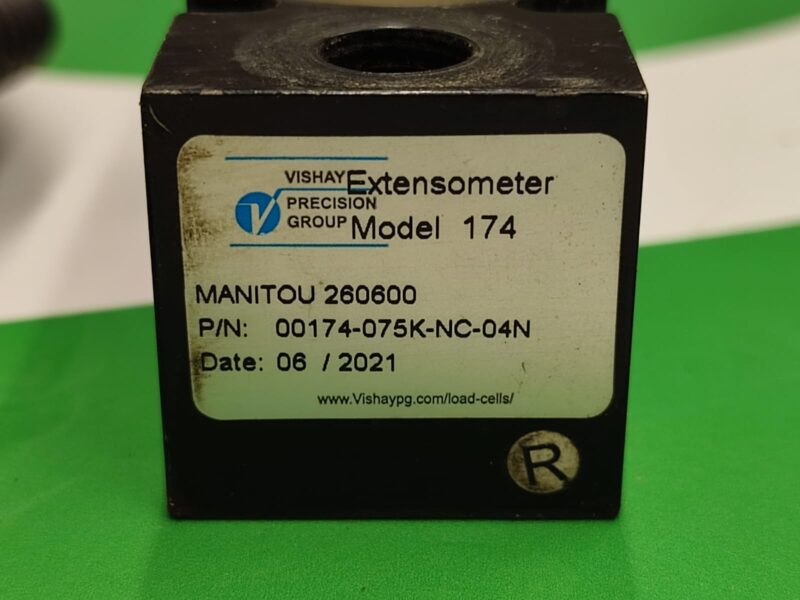 VISHAY
PRECISION
GROUP
Extensometer
Model 174
MANITOU 260600
P/N: 00174-075K-NC-04N
Date: 06 / 2021
www.Vishaypg.com/load-cells/
R